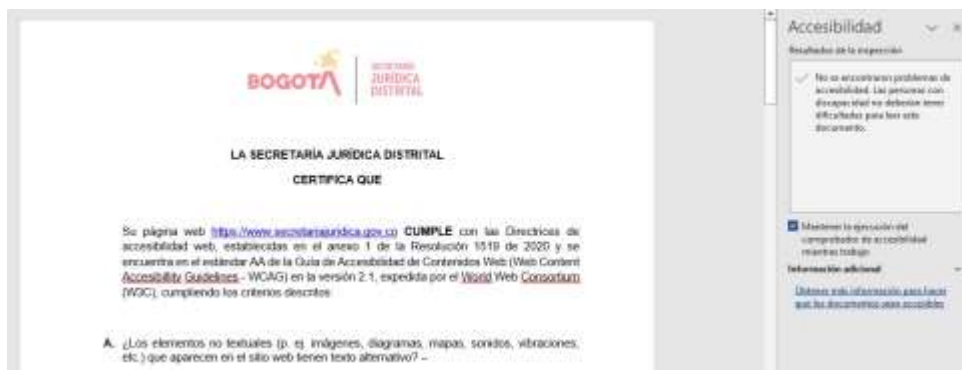 BOGOTÁ
SECRETARÍA
JURÍDICA
DISTRITAL
LA SECRETARÍA JURÍDICA DISTRITAL
CERTIFICA QUE
Su página web https://www.secretariajuridica.gov.co CUMPLE con las Directrices de
accesibilidad web, establecidas en el anexo 1 de la Resolución 1519 de 2020 y se
encuentra en el estándar AA de la Guía de Accesibilidad de Contenidos Web (Web Content
Accesibility Guidelines - WCAG) en la versión 2.1, expedida por el World Web Consortium
(W3C), cumpliendo los criterios descritos:
A. ¿Los elementos no textuales (p. ej. imágenes, diagramas, mapas, sonidos, vibraciones,
etc.) que aparecen en el sitio web tienen texto alternativo? –
Accesibilidad
Resultados de la inspección
No se encontraron problemas de
accesibilidad. Las personas con
discapacidad no deberían tener
dificultades para leer este
documento.
Mantener la ejecución del
comprobador de accesibilidad
mientras trabajo
Información adicional
Obtener más información para hacer
que los documentos sean accesibles